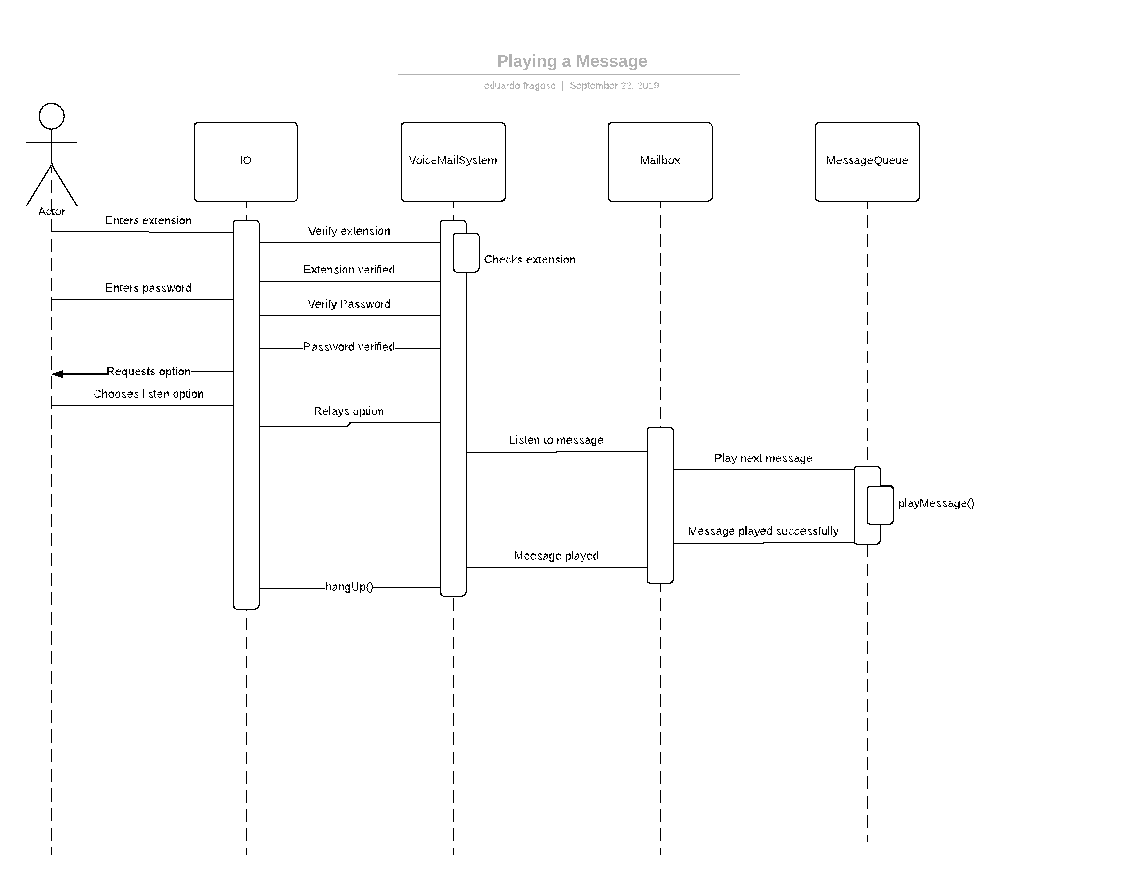 Playing a Message
eduardo fragoso | September 22, 2019
IO
VoiceMailSystem
Mailbox
MessageQueue
Actor
Enters extension
Verify extension
Checks extension
Extension verified
Enters password
Verify Password
Password verified
Requests option
Chooses listen option
Relays option
Listen to message
Play next message
playMessage()
Message played successfully
Message played
hangUp()